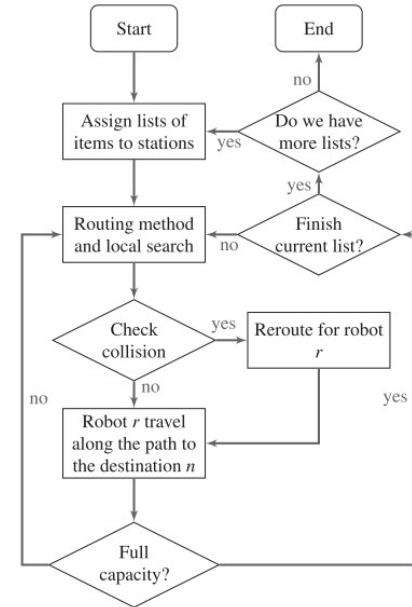 Start
End
no
Assign lists of
items to stations
yes
Do we have
more lists?
yes
Routing method
and local search
no
Finish
current list?
Check
collision
yes
Reroute for robot
r
no
no
yes
Robot r travel
along the path to
the destination n
Full
capacity?